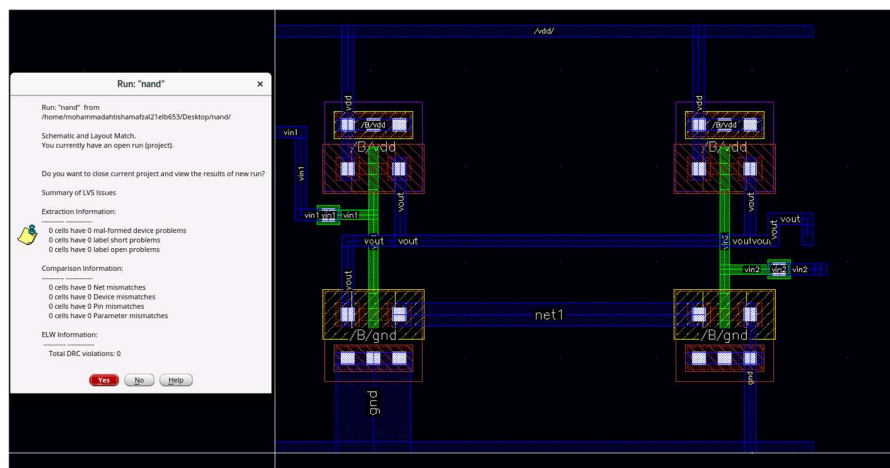 Run: "nand"
×
Run: "nand" from
/home/mohammadahtishamafzal21elb653/Desktop/nand/
Schematic and Layout Match.
You currently have an open run (project).
Do you want to close current project and view the results of new run?
Summary of LVS Issues
Extraction Information:
0 cells have 0 mal-formed device problems
0 cells have 0 label short problems
0 cells have 0 label open problems
Comparison Information:
0 cells have 0 Net mismatches
0 cells have 0 Device mismatches
0 cells have 0 Pin mismatches
0 cells have 0 Parameter mismatches
ELW Information:
Total DRC violations: 0
Yes No Help
/vdd/
vdd
vdd
/B/vdd
/B/vdd
vin1
/B/vdd
/B/vdd
vin1
vout
vout
vin1 vin1 vin1
vout
vout
vout vout
vin2
vout
vout
vin2 vin2 vin2
vout
net1
/B/gnd
/B/gnd
gnd
gnd